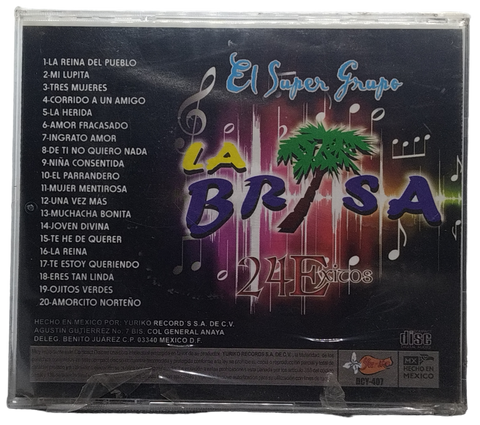 1-LA REINA DEL PUEBLO
2-MI LUPITA
3-TRES MUJERES
4-CORRIDO A UN AMIGO
5-LA HERIDA
6-AMOR FRACASADO
7-INGRATO AMOR
8-DE TI NO QUIERO NADA
9-NIÑA CONSENTIDA
10-EL PARRANDERO
11-MUJER MENTIROSA
12-UNA VEZ MAS
13-MUCHACHA BONITA
14-JOVEN DIVINA
15-TE HE DE QUERER
16-LA REINA
17-TE ESTOY QUERIENDO
18-ERES TAN LINDA
19-OJITOS VERDES
20-AMORCITO NORTEÑO
El Super Grupo
LA
BRISA
24 Exitos
HECHO EN MEXICO POR: YURIKO RECORD S S.A. DE C.V.
AGUSTIN GUTIERREZ No. 7 BIS. COL GENERAL ANAYA
DELEG. BENITO JUAREZ C.P. 03340 MEXICO D.F.
disc
DCY-407
MX
HECHO EN
MEXICO